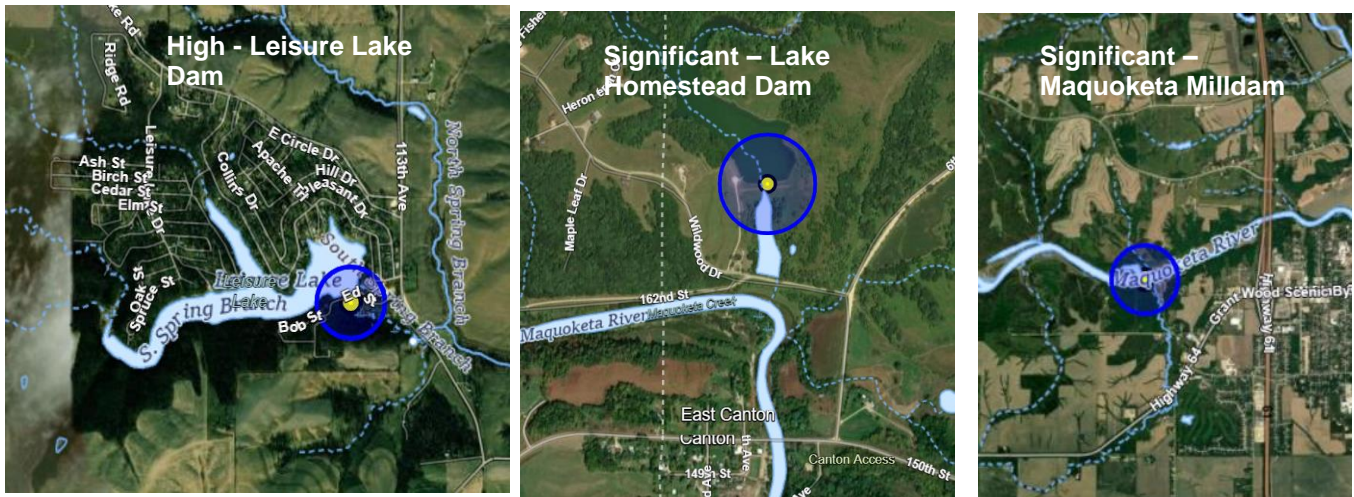 High - Leisure Lake
Dam
Ridge Rd
Ash St
Birch St
Cedar St
Elm St
Collins Dr
E Circle Dr
Apache Trl
Hill Dr
Pleasant Dr
113th Ave
North Spring Branch
Oak St
Spruce St
Leisure Lake
Lake
S. Spring Branch
Ed St
Bob St
Significant – Lake
Homestead Dam
Maple Leaf Dr
Wildwood Dr
162nd St
Maquoketa River
Maquoketa Creek
East Canton
Canton
149th St
Canton Access
150th St
Significant –
Maquoketa Milldam
Maquoketa River
Grant Wood Scenic By
Highway 61
Highway 64